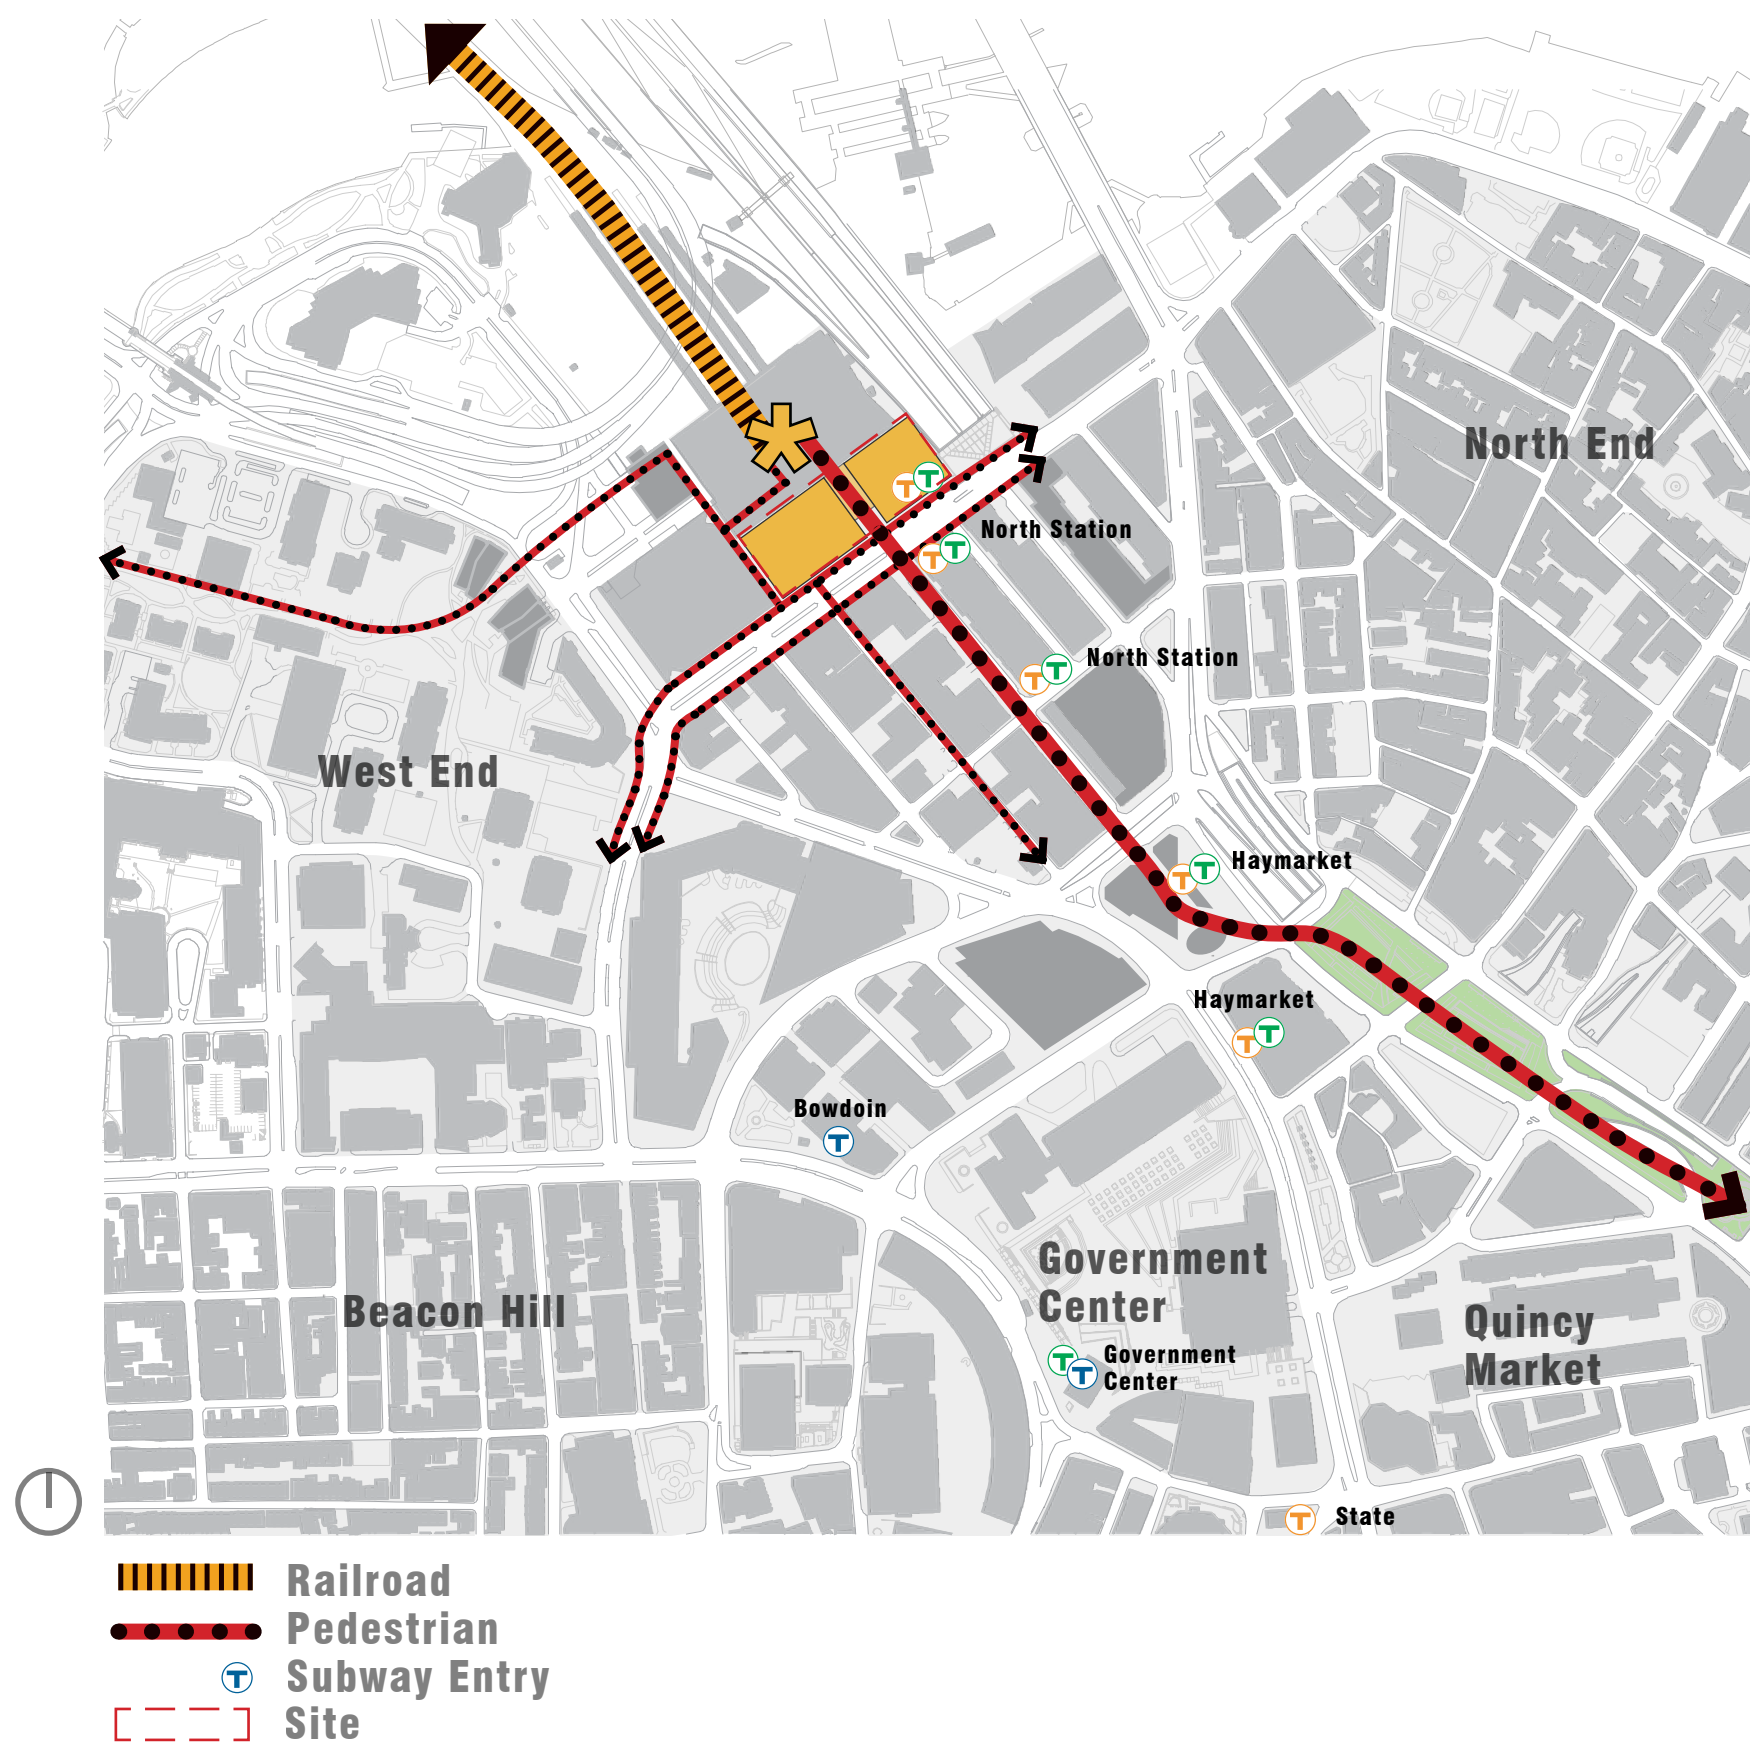 North End
T
T
North Station
T
T
North Station
T
T
West End
Haymarket
T
T
Haymarket
T
T
Bowdoin
T
Government
Center
Beacon Hill
Quincy
Market
Government
Center
T
T
State
T
Railroad
Pedestrian
T
Subway Entry
Site